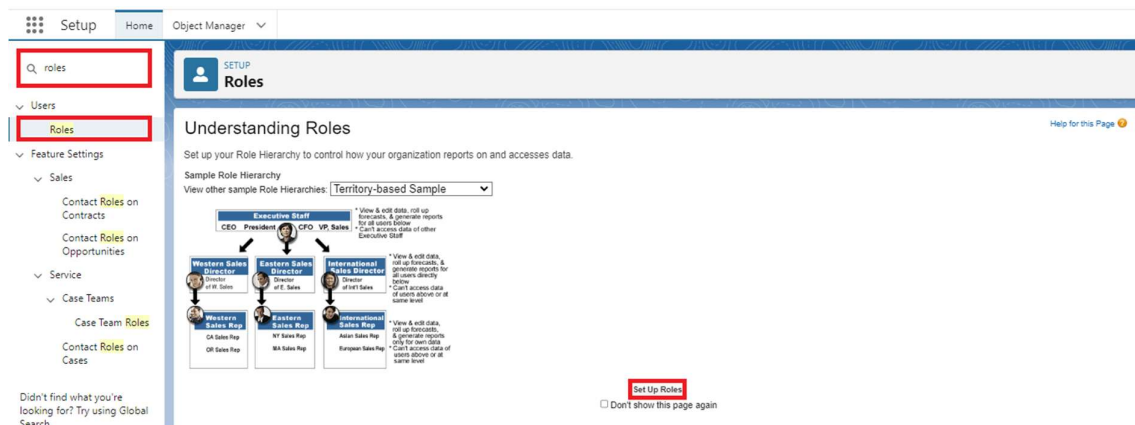 Setup
Home
Object Manager
roles
Users
Roles
Feature Settings
Sales
Contact Roles on
Contracts
Contact Roles on
Opportunities
Service
Case Teams
Case Team Roles
Contact Roles on
Cases
Didn't find what you're
looking for? Try using Global
Search
SETUP
Roles
Understanding Roles
Help for this Page
Set up your Role Hierarchy to control how your organization reports on and accesses data.
Sample Role Hierarchy
View other sample Role Hierarchies: Territory-based Sample
Executive Staff
CEO President CFO VP, Sales
* View & edit data, roll up
forecasts, & generate reports
for all users below
* Can't access data of other
Executive Staff
Western Sales
Director
Director
of W. Sales
Eastern Sales
Director
Director
of E. Sales
International
Sales Director
Director
of Int'l Sales
* View & edit data,
roll up forecasts, &
generate reports for
all users directly
below
* Can't access data
of users above or at
same level
Western
Sales Rep
CA Sales Rep
OR Sales Rep
Eastern
Sales Rep
NY Sales Rep
MA Sales Rep
International
Sales Rep
Asian Sales Rep
European Sales Rep
* View & edit data,
roll up forecasts,
& generate reports
only for own data
* Can't access data of
users above or at
same level
Set Up Roles
Don't show this page again